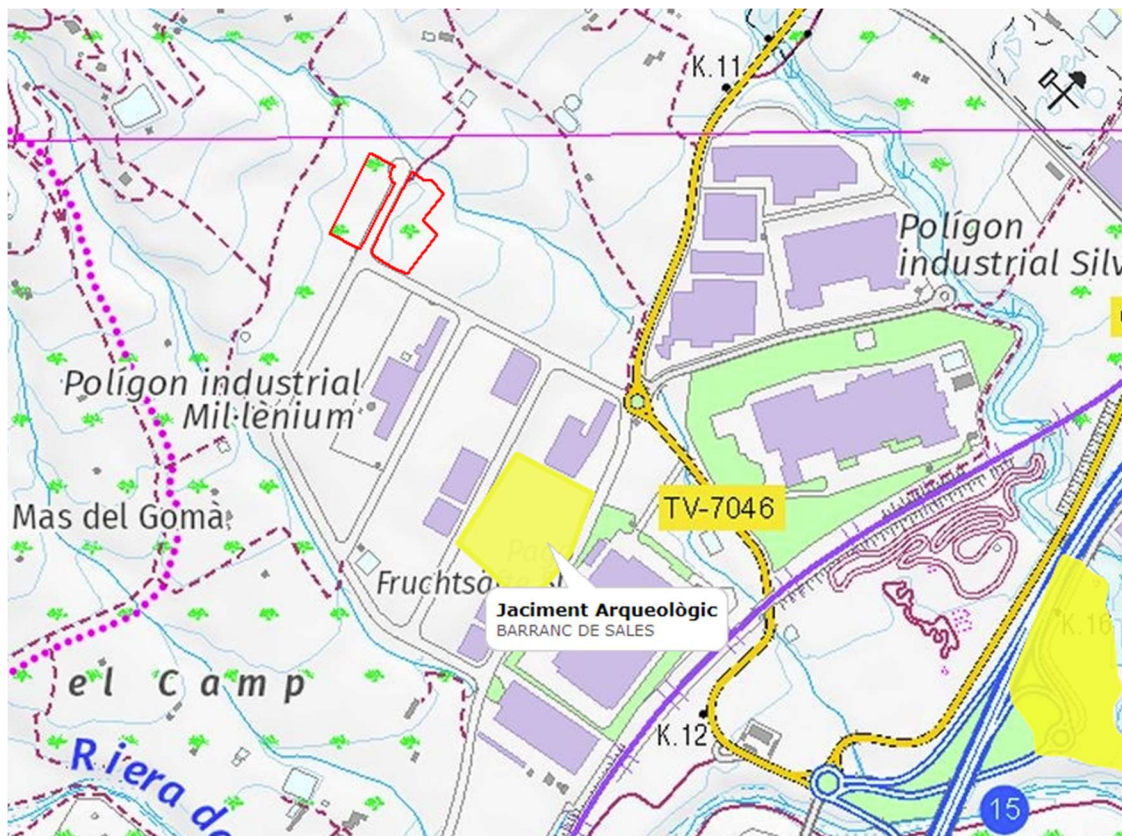 K.11
Polígon
industrial Silv
Polígon industrial
Mil·lènium
TV-7046
Mas del Gomà
Jaciment Arqueològic
BARRANC DE SALES
K.16
el Camp
K.12
Riera de
15